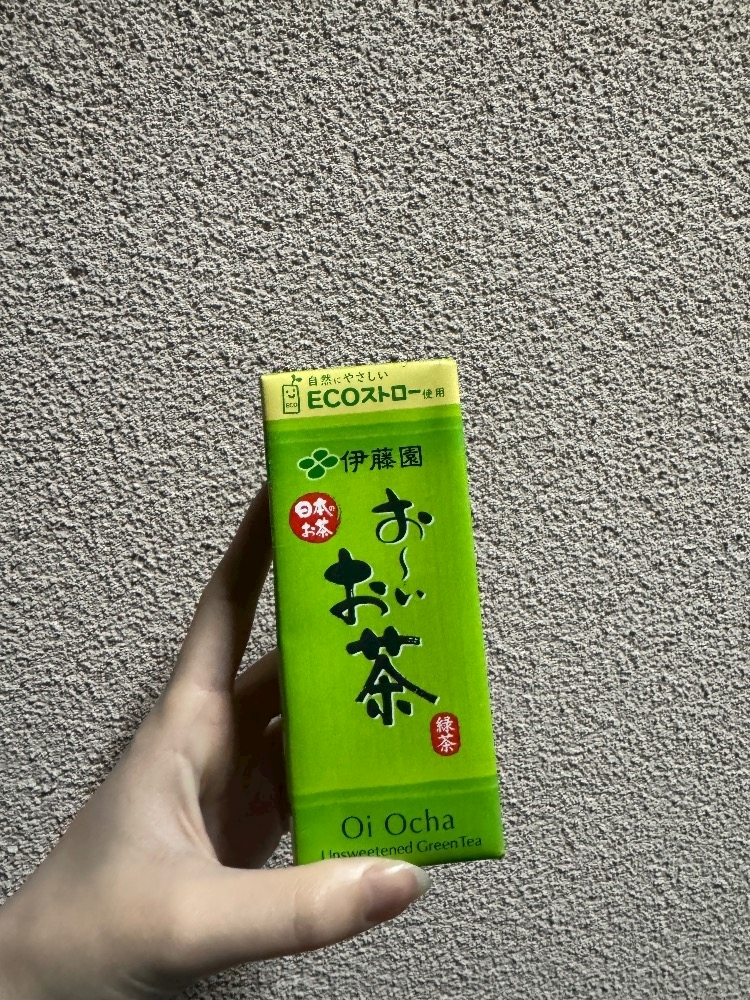 自然にやさしい
eco
ECOストロー使用
伊藤園
日本の
お茶
お～い
お茶
緑茶
Oi Ocha
Unsweetened Green Tea